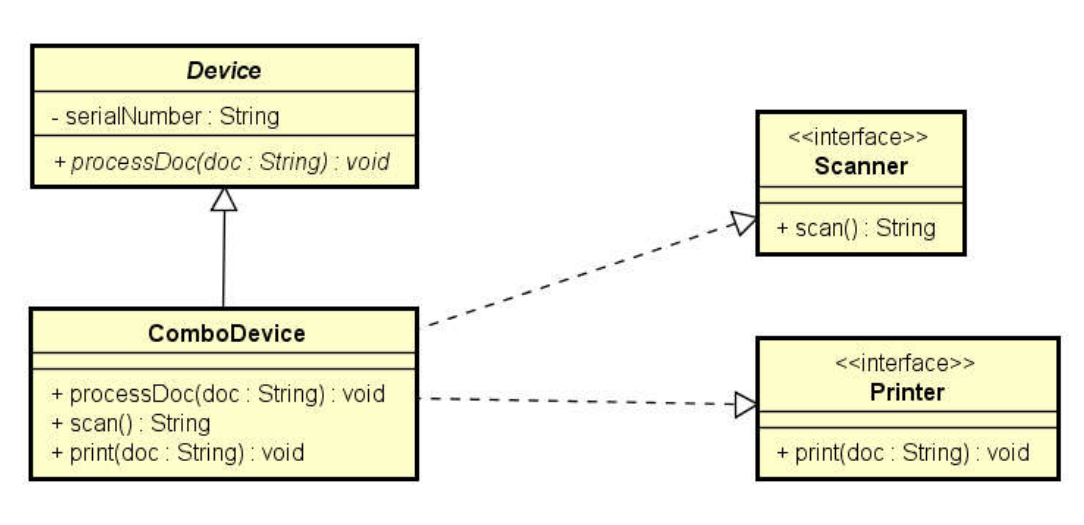 Device
- serialNumber : String
+ processDoc(doc : String) : void
<<interface>>
Scanner
+ scan() : String
ComboDevice
+ processDoc(doc : String) : void
+ scan() : String
+ print(doc : String) : void
<<interface>>
Printer
+ print(doc : String) : void